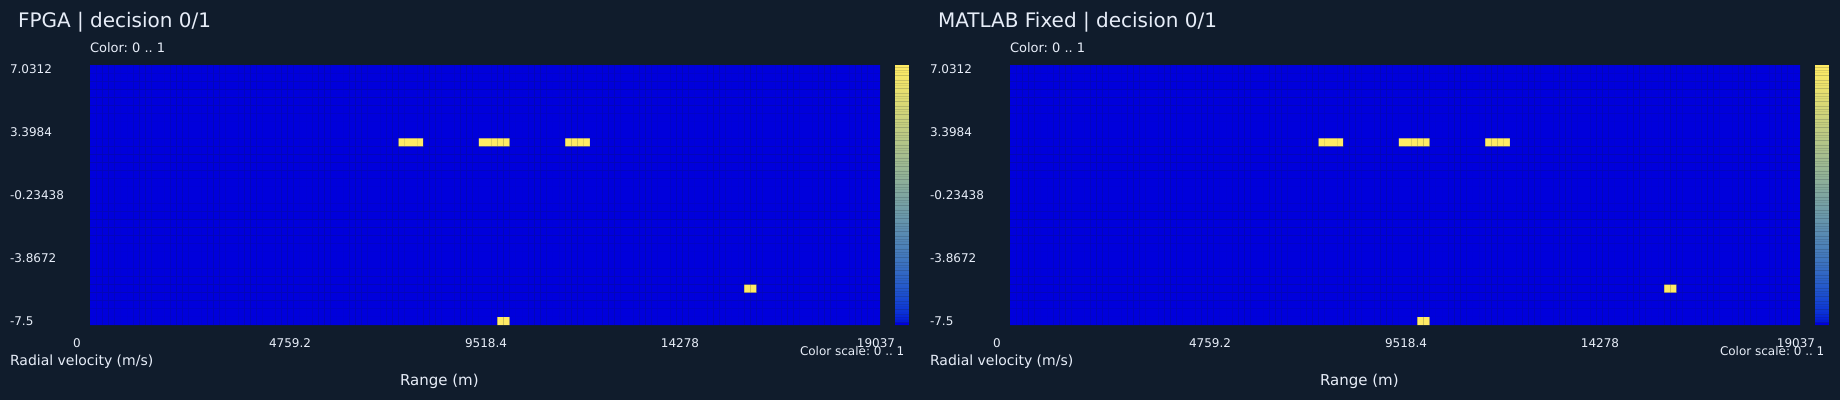 FPGA | decision 0/1
Color: 0 .. 1
7.0312
3.3984
-0.23438
-3.8672
-7.5
0 4759.2 9518.4 14278 19037
Color scale: 0 .. 1
Radial velocity (m/s)
Range (m)
MATLAB Fixed | decision 0/1
Color: 0 .. 1
7.0312
3.3984
-0.23438
-3.8672
-7.5
0 4759.2 9518.4 14278 19037
Color scale: 0 .. 1
Radial velocity (m/s)
Range (m)